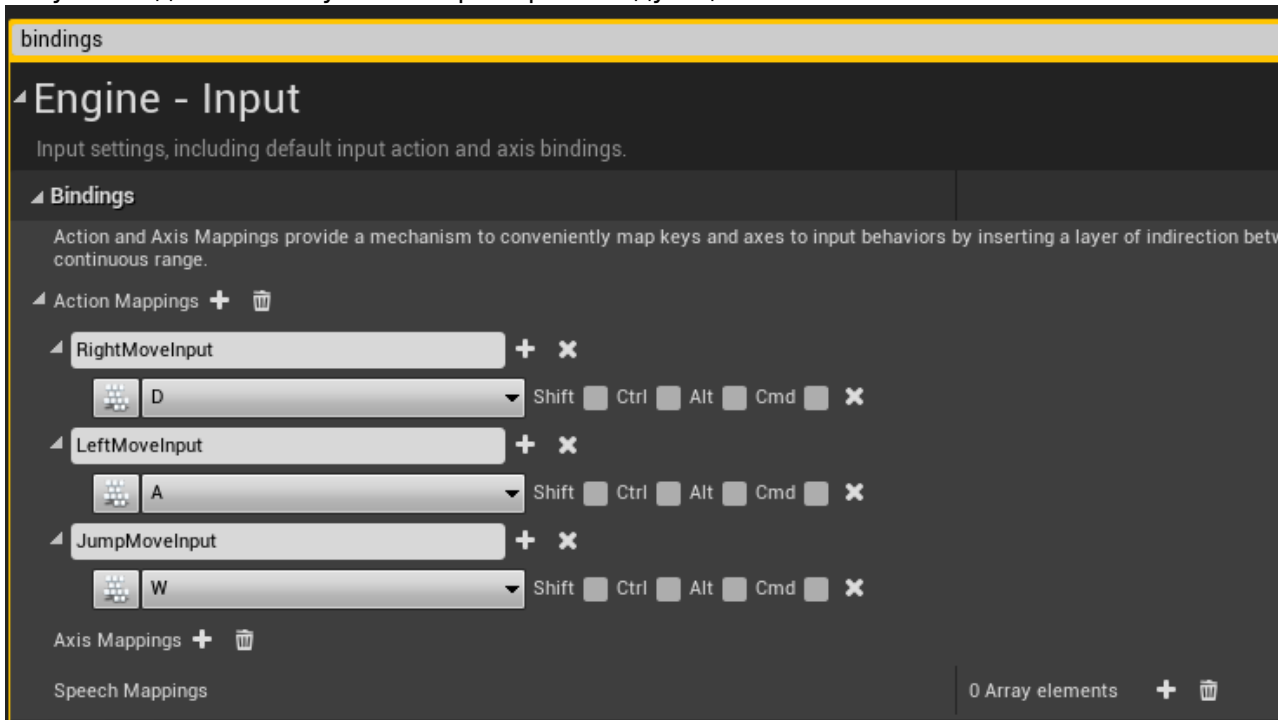 bindings
Engine - Input
Input settings, including default input action and axis bindings.
Bindings
Action and Axis Mappings provide a mechanism to conveniently map keys and axes to input behaviors by inserting a layer of indirection
continuous range.
Action Mappings
RightMoveInput
D Shift Ctrl Alt Cmd
LeftMoveInput
A Shift Ctrl Alt Cmd
JumpMoveInput
W Shift Ctrl Alt Cmd
Axis Mappings
Speech Mappings 0 Array elements